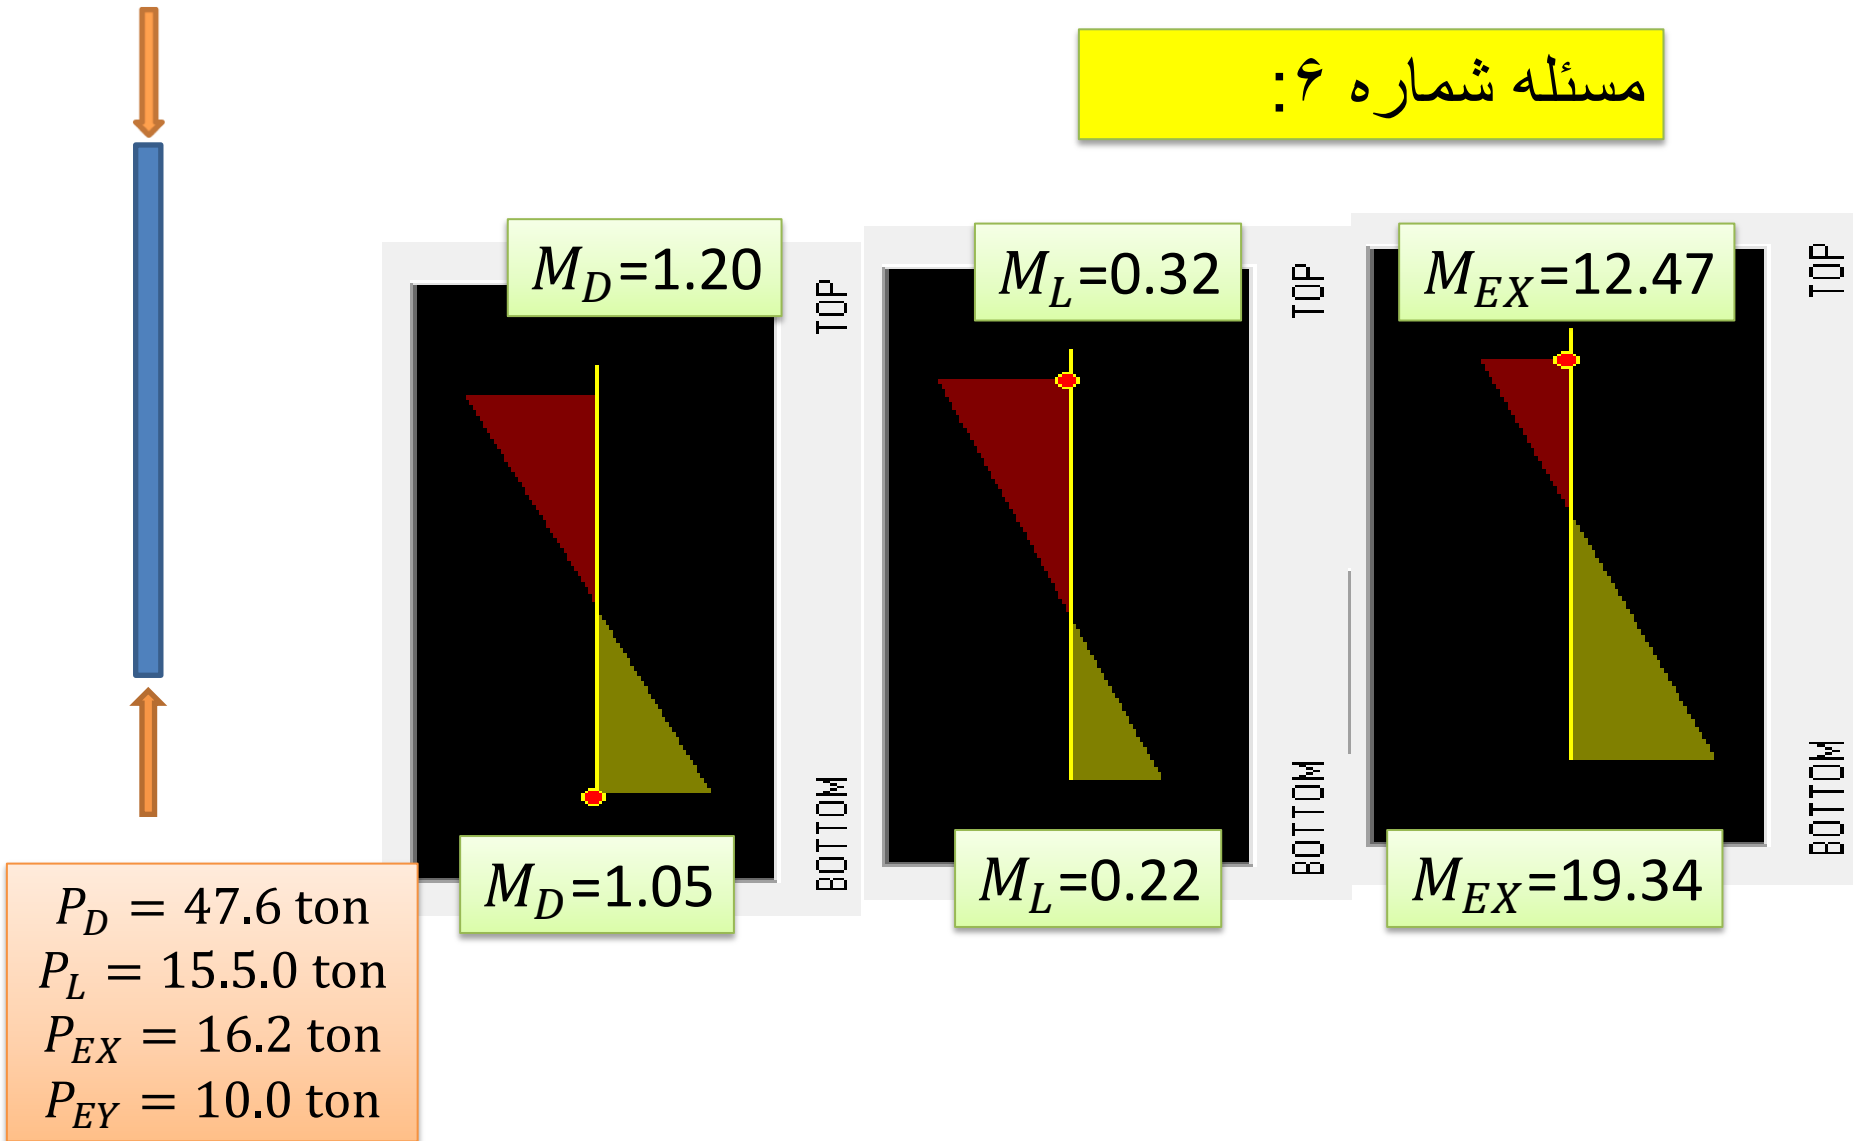 مسئله شماره ۶:
M_D=1.20
TOP
M_L=0.32
TOP
M_EX=12.47
TOP
BOTTOM
M_D=1.05
BOTTOM
M_L=0.22
BOTTOM
M_EX=19.34
P_D = 47.6 ton
P_L = 15.5.0 ton
P_EX = 16.2 ton
P_EY = 10.0 ton